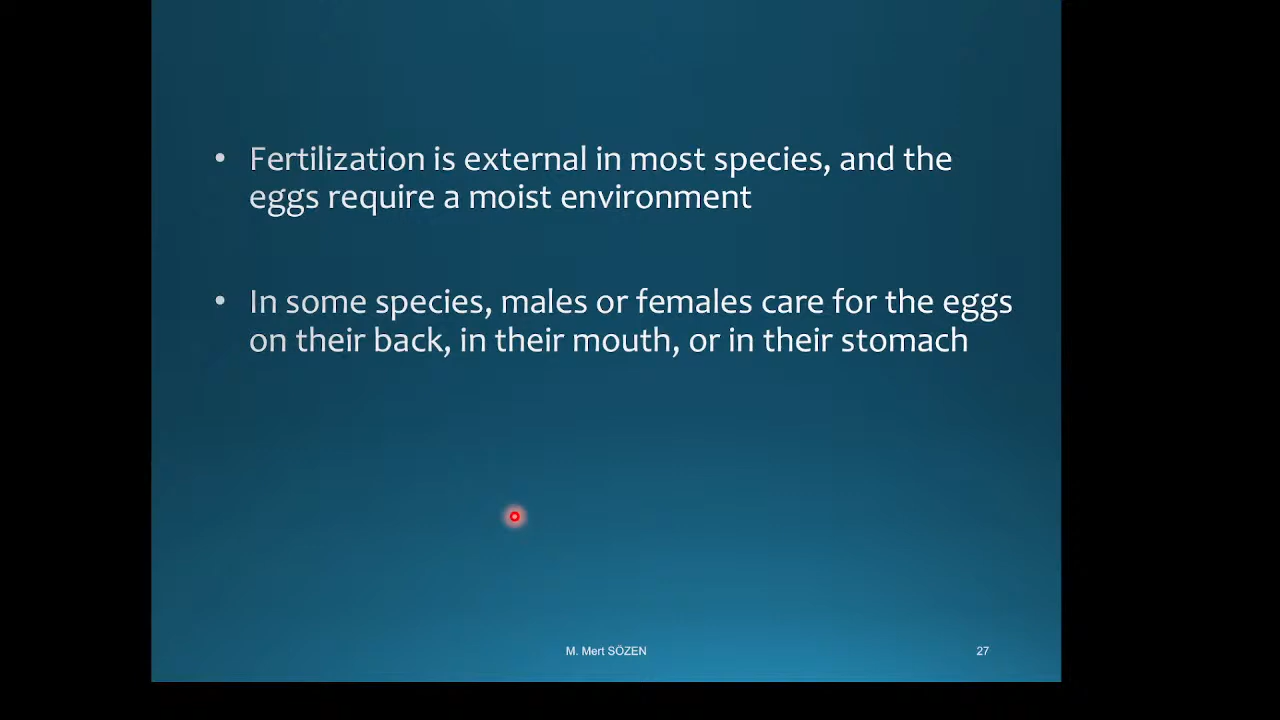 • Fertilization is external in most species, and the
eggs require a moist environment
• In some species, males or females care for the eggs
on their back, in their mouth, or in their stomach
M. Mert SÖZEN
27